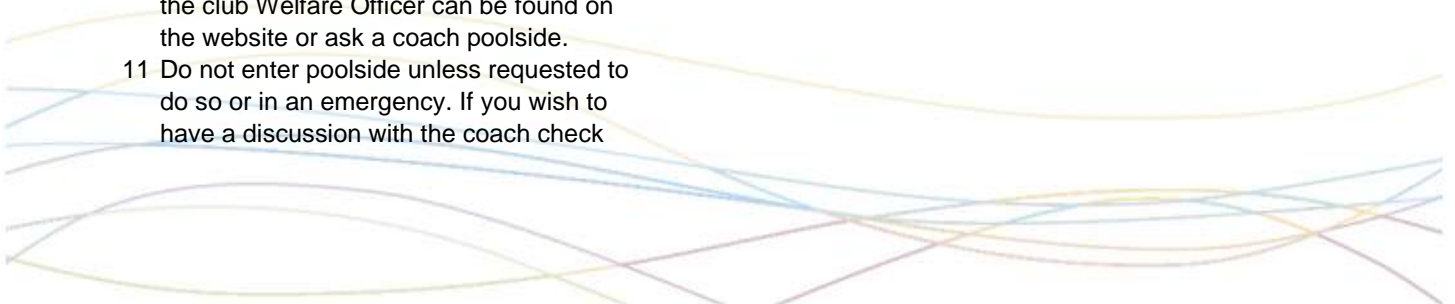 the club Welfare Officer can be found on
the website or ask a coach poolside.
11 Do not enter poolside unless requested to
do so or in an emergency. If you wish to
have a discussion with the coach check